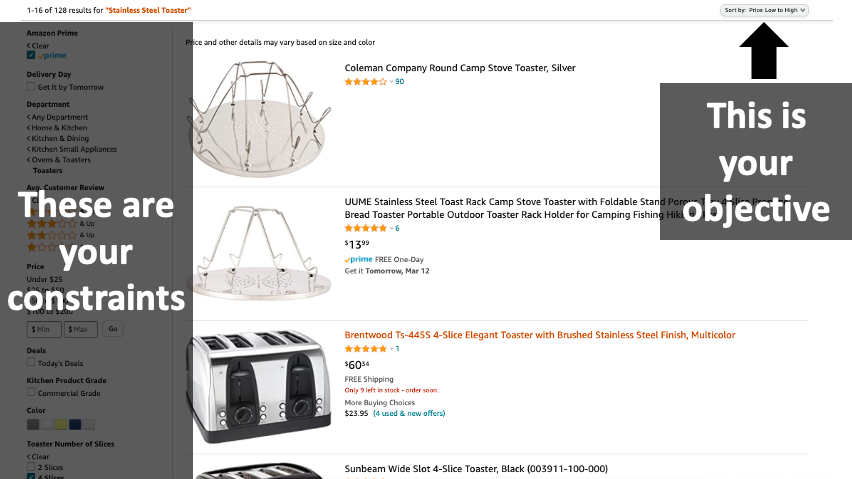 1-16 of 128 results for "Stainless Steel Toaster"
Sort by: Price: Low to High
Amazon Prime
< Clear
prime
Delivery Day
Get It by Tomorrow
Department
< Any Department
< Home & Kitchen
< Kitchen & Dining
< Kitchen Small Appliances
< Ovens & Toasters
Toasters
Avg. Customer Review
& Up
& Up
Price
Under $25
$100 to $200
$ Min $ Max Go
Deals
Today's Deals
Kitchen Product Grade
Commercial Grade
Color
Toaster Number of Slices
< Clear
2 Slices
4 Slices
These are
your
constraints
Price and other details may vary based on size and color
Coleman Company Round Camp Stove Toaster, Silver
90
UUME Stainless Steel Toast Rack Camp Stove Toaster with Foldable Stand
Bread Toaster Portable Outdoor Toaster Rack Holder for Camping Fishing
6
$13 99
prime FREE One-Day
Get it Tomorrow, Mar 12
Brentwood Ts-445S 4-Slice Elegant Toaster with Brushed Stainless Steel Finish, Multicolor
1
$60 34
FREE Shipping
Only 9 left in stock - order soon.
More Buying Choices
$23.95 (4 used & new offers)
Sunbeam Wide Slot 4-Slice Toaster, Black (003911-100-000)
This is
your
objective